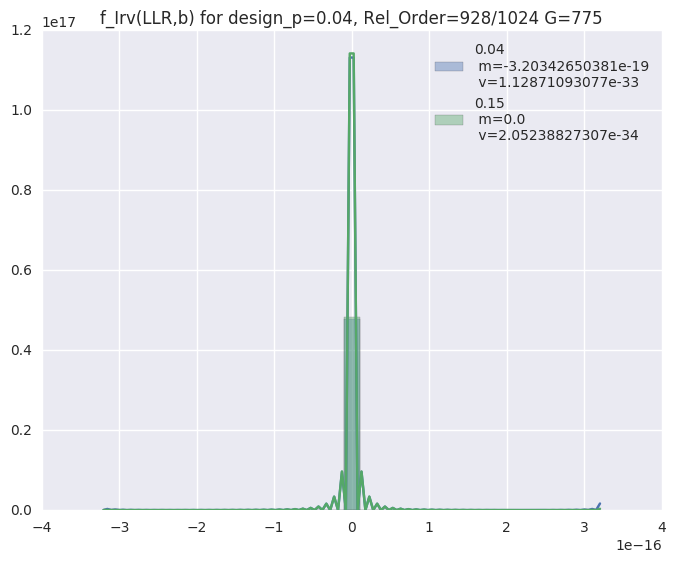 f_Irv(LLR,b) for design_p=0.04, Rel_Order=928/1024 G=775
1e17
1.2
1.0
0.8
0.6
0.4
0.2
0.0
0.04
m=-3.20342650381e-19
v=1.12871093077e-33
0.15
m=0.0
v=2.05238827307e-34
−4
−3
−2
−1
0
1
2
3
4
1e−16